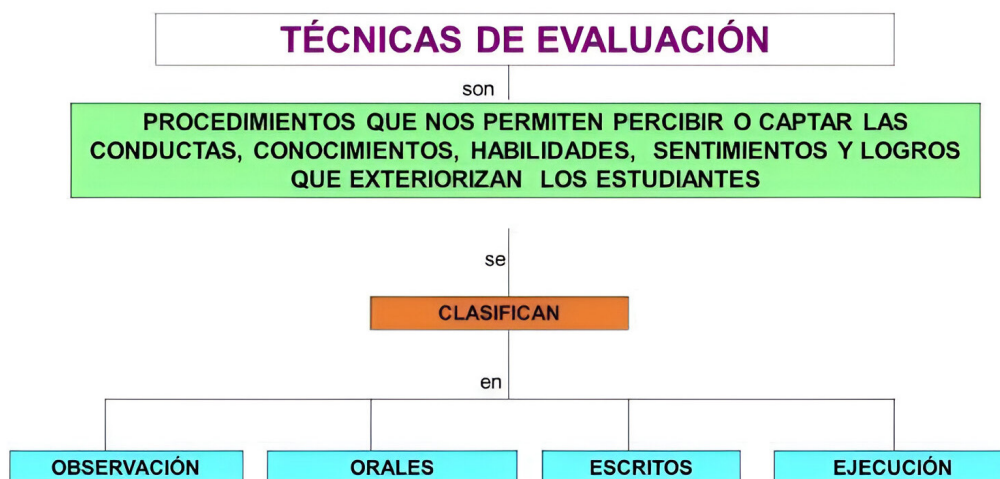 TÉCNICAS DE EVALUACIÓN
son
PROCEDIMIENTOS QUE NOS PERMITEN PERCIBIR O CAPTAR LAS
CONDUCTAS, CONOCIMIENTOS, HABILIDADES, SENTIMIENTOS Y LOGROS
QUE EXTERIORIZAN LOS ESTUDIANTES
se
CLASIFICAN
en
OBSERVACIÓN ORALES ESCRITOS EJECUCIÓN